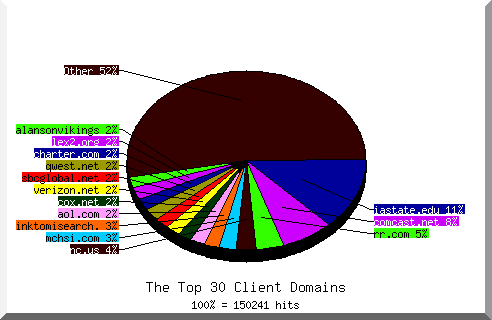 Other 52%
alansonvikings 2%
lex2.org 2%
charter.com 2%
qwest.net 2%
sbcglobal.net 2%
verizon.net 2%
cox.net 2%
aol.com 2%
inktomisearch. 3%
mchsi.com 3%
nc.us 4%
iastate.edu 11%
comcast.net 8%
rr.com 5%
The Top 30 Client Domains
100% = 150241 hits